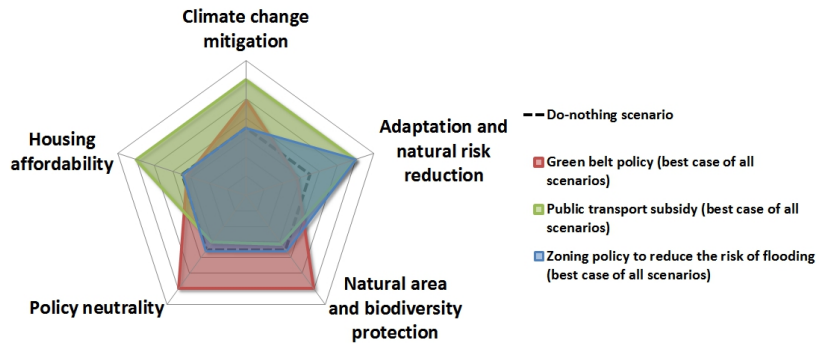 Climate change
mitigation
Adaptation and
natural risk
reduction
Natural area
and biodiversity
protection
Policy neutrality
Housing
affordability
Do-nothing scenario
Green belt policy (best case of all
scenarios)
Public transport subsidy (best case of all
scenarios)
Zoning policy to reduce the risk of flooding
(best case of all scenarios)